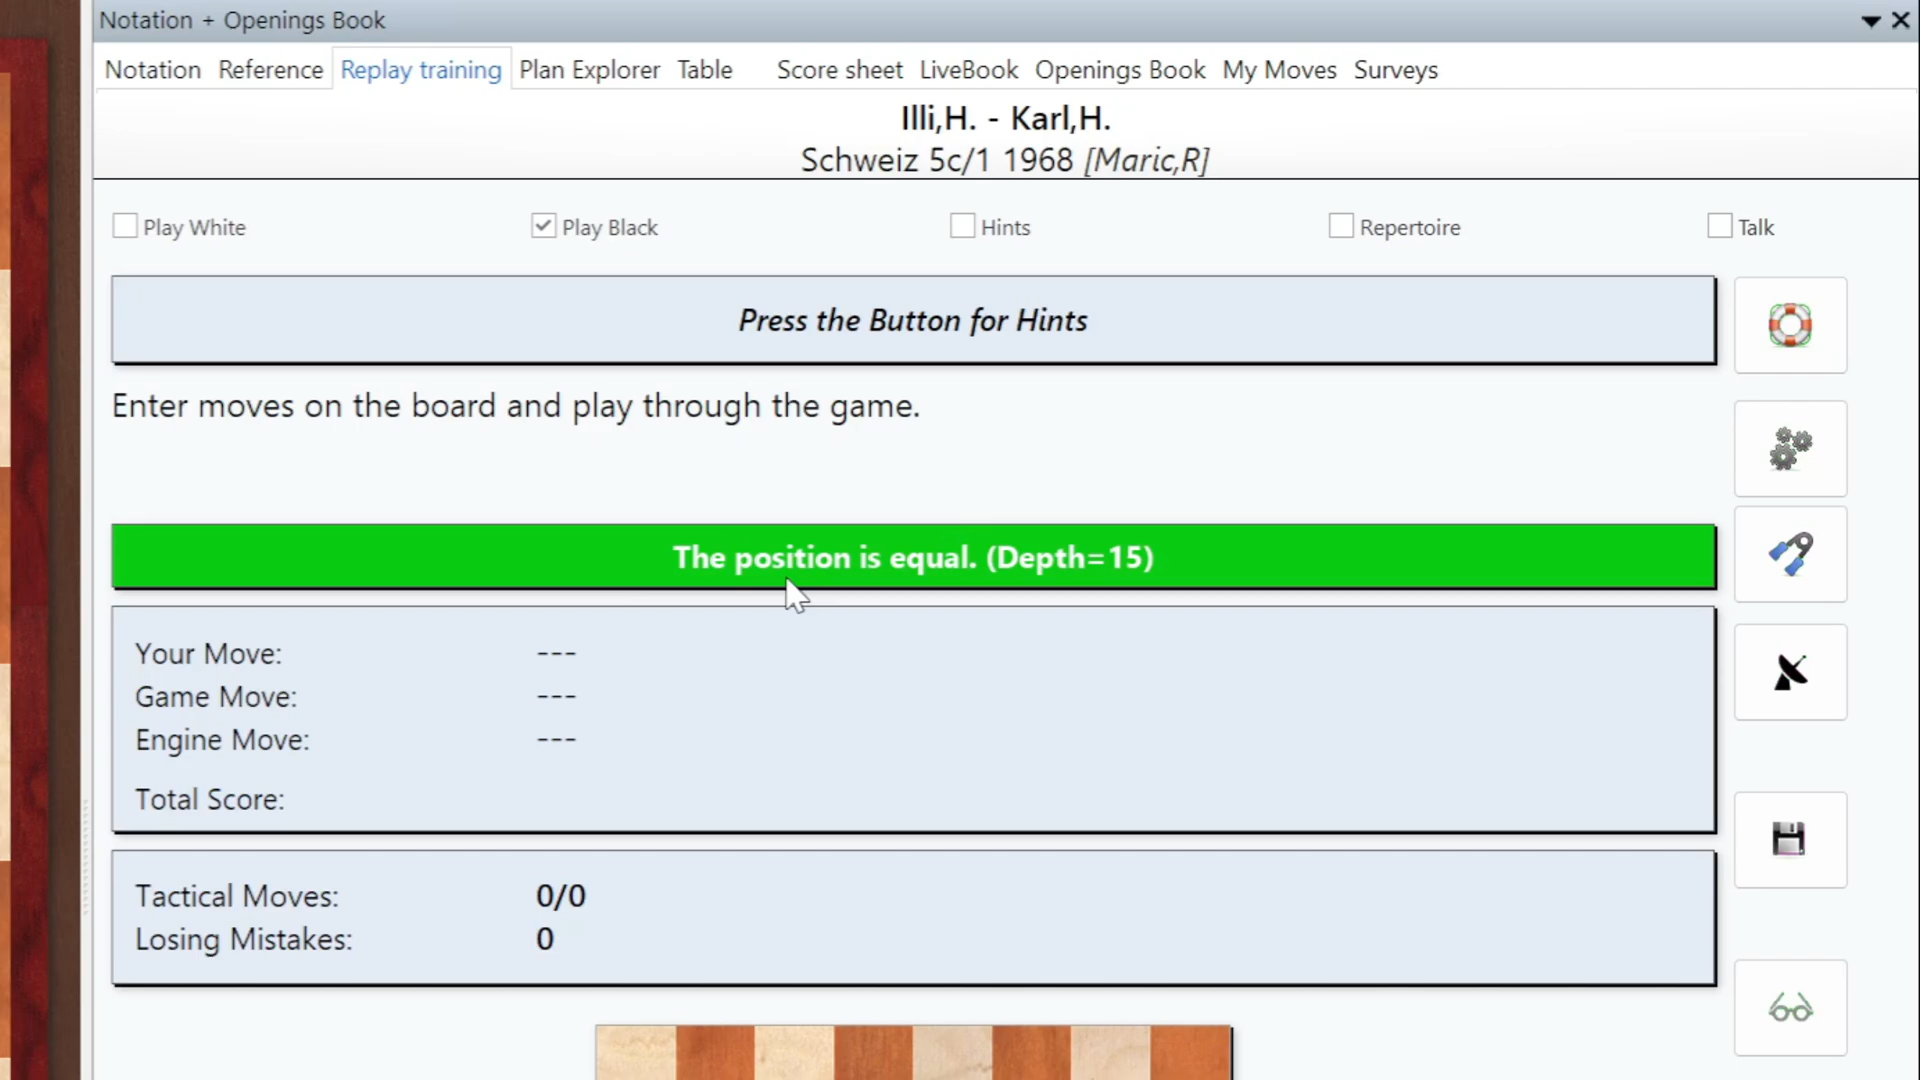 Notation + Openings Book
Notation Reference Replay training Plan Explorer Table Score sheet LiveBook Openings Book My Moves Surveys
Illi,H. - Karl,H.
Schweiz 5c/1 1968 [Maric,R]
Play White Play Black Hints Repertoire Talk
Press the Button for Hints
Enter moves on the board and play through the game.
The position is equal. (Depth=15)
Your Move: ---
Game Move: ---
Engine Move: ---
Total Score:
Tactical Moves: 0/0
Losing Mistakes: 0